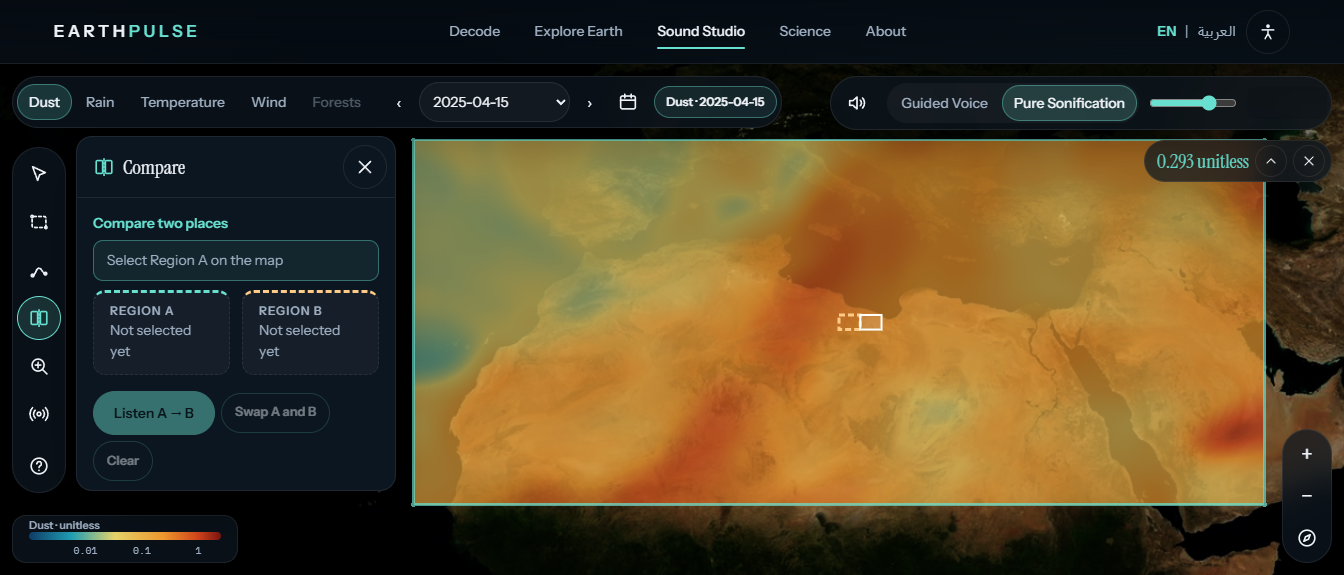 EARTHPULSE
Decode Explore Earth Sound Studio Science About
EN | العربية
Dust Rain Temperature Wind Forests ‹ 2025-04-15 › Dust·2025-04-15
Guided Voice Pure Sonification
Compare
0.293 unitless
Compare two places
Select Region A on the map
REGION A
Not selected
yet
REGION B
Not selected
yet
Listen A → B Swap A and B
Clear
Dust·unitless
0.01 0.1 1